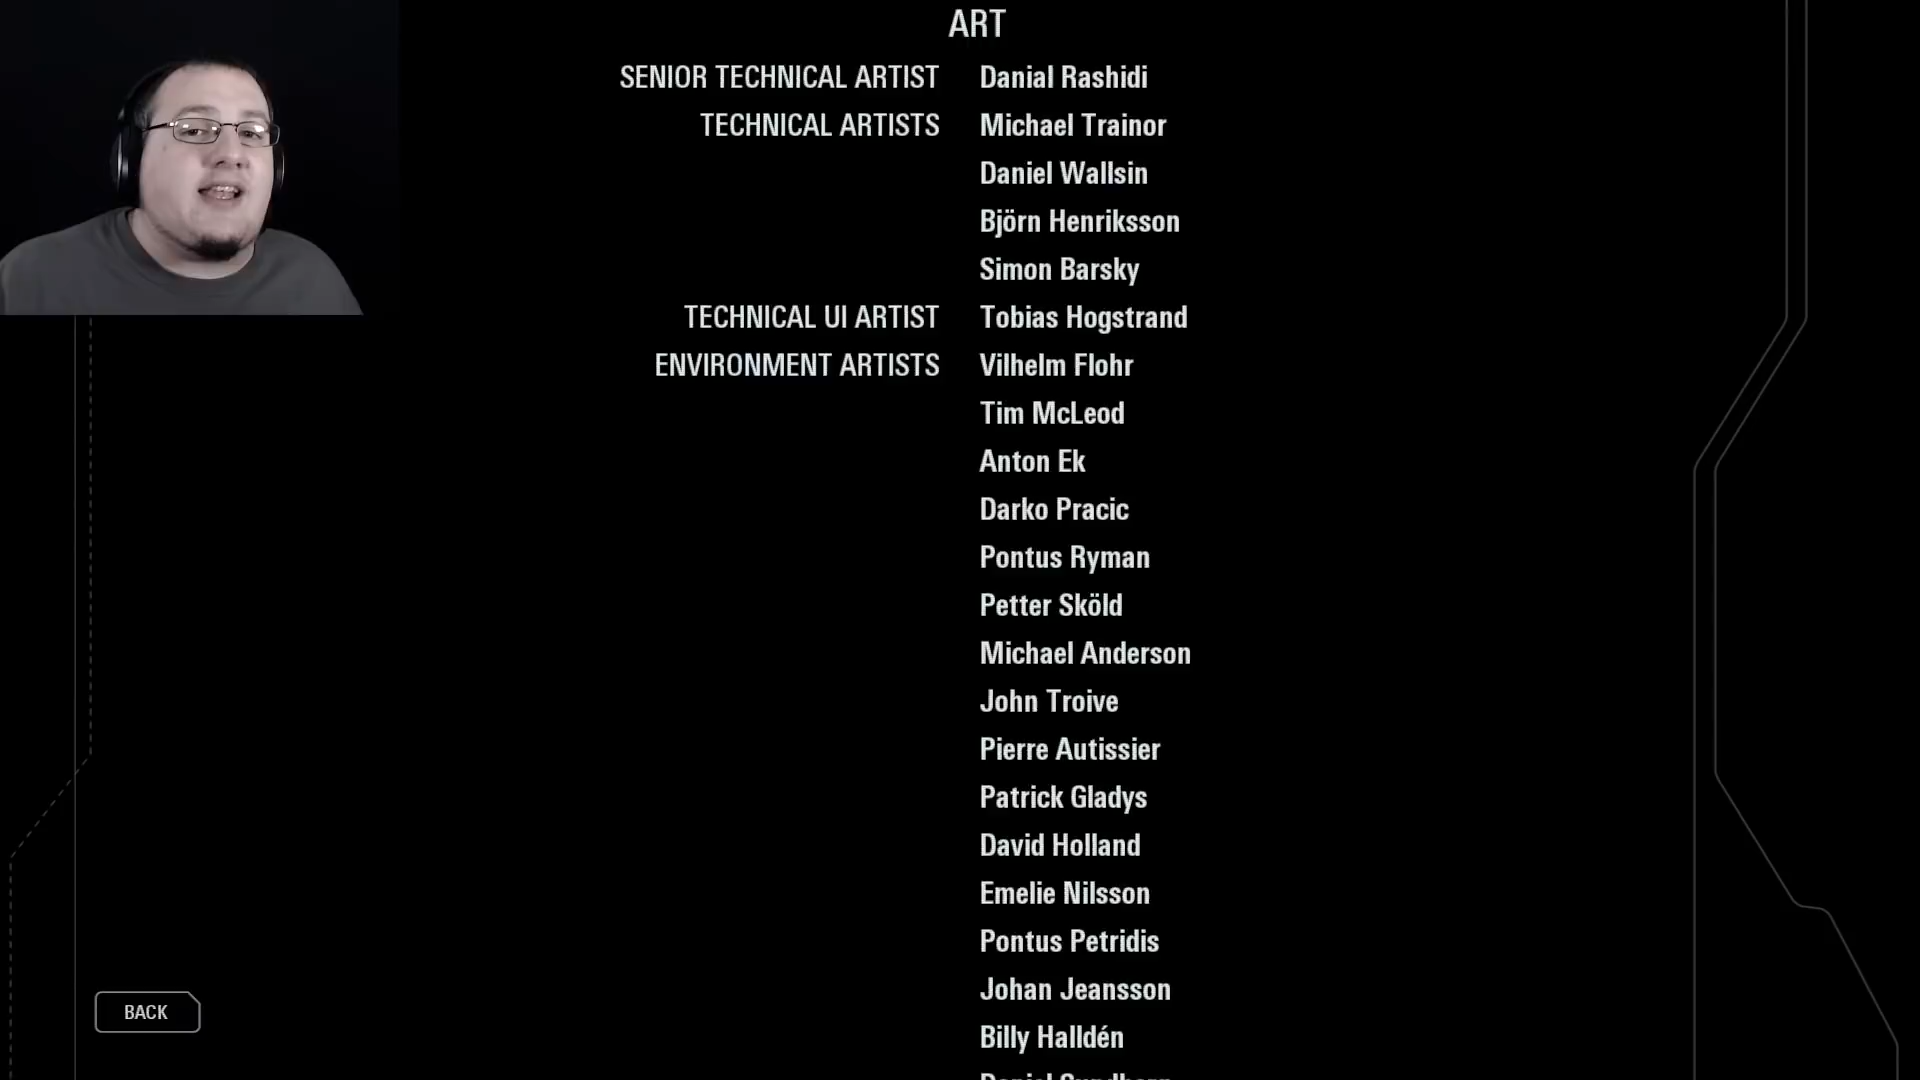 ART
SENIOR TECHNICAL ARTIST Danial Rashidi
TECHNICAL ARTISTS Michael Trainor
Daniel Wallsin
Björn Henriksson
Simon Barsky
TECHNICAL UI ARTIST Tobias Hogstrand
ENVIRONMENT ARTISTS Vilhelm Flohr
Tim McLeod
Anton Ek
Darko Pracic
Pontus Ryman
Petter Sköld
Michael Anderson
John Troive
Pierre Autissier
Patrick Gladys
David Holland
Emelie Nilsson
Pontus Petridis
Johan Jeansson
Billy Halldén
BACK